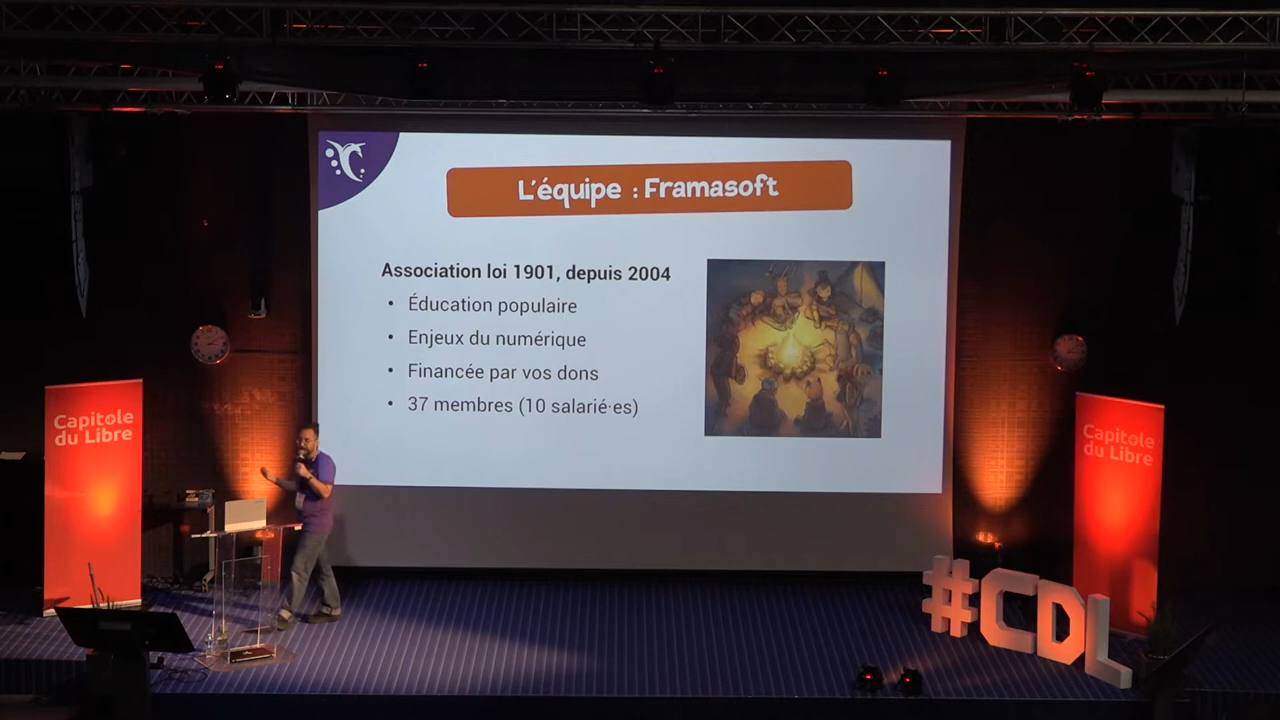 L'équipe : Framasoft
Association loi 1901, depuis 2004
• Éducation populaire
• Enjeux du numérique
• Financée par vos dons
• 37 membres (10 salarié·es)
Capitole
du Libre
Capitole
du Libre
#CDL